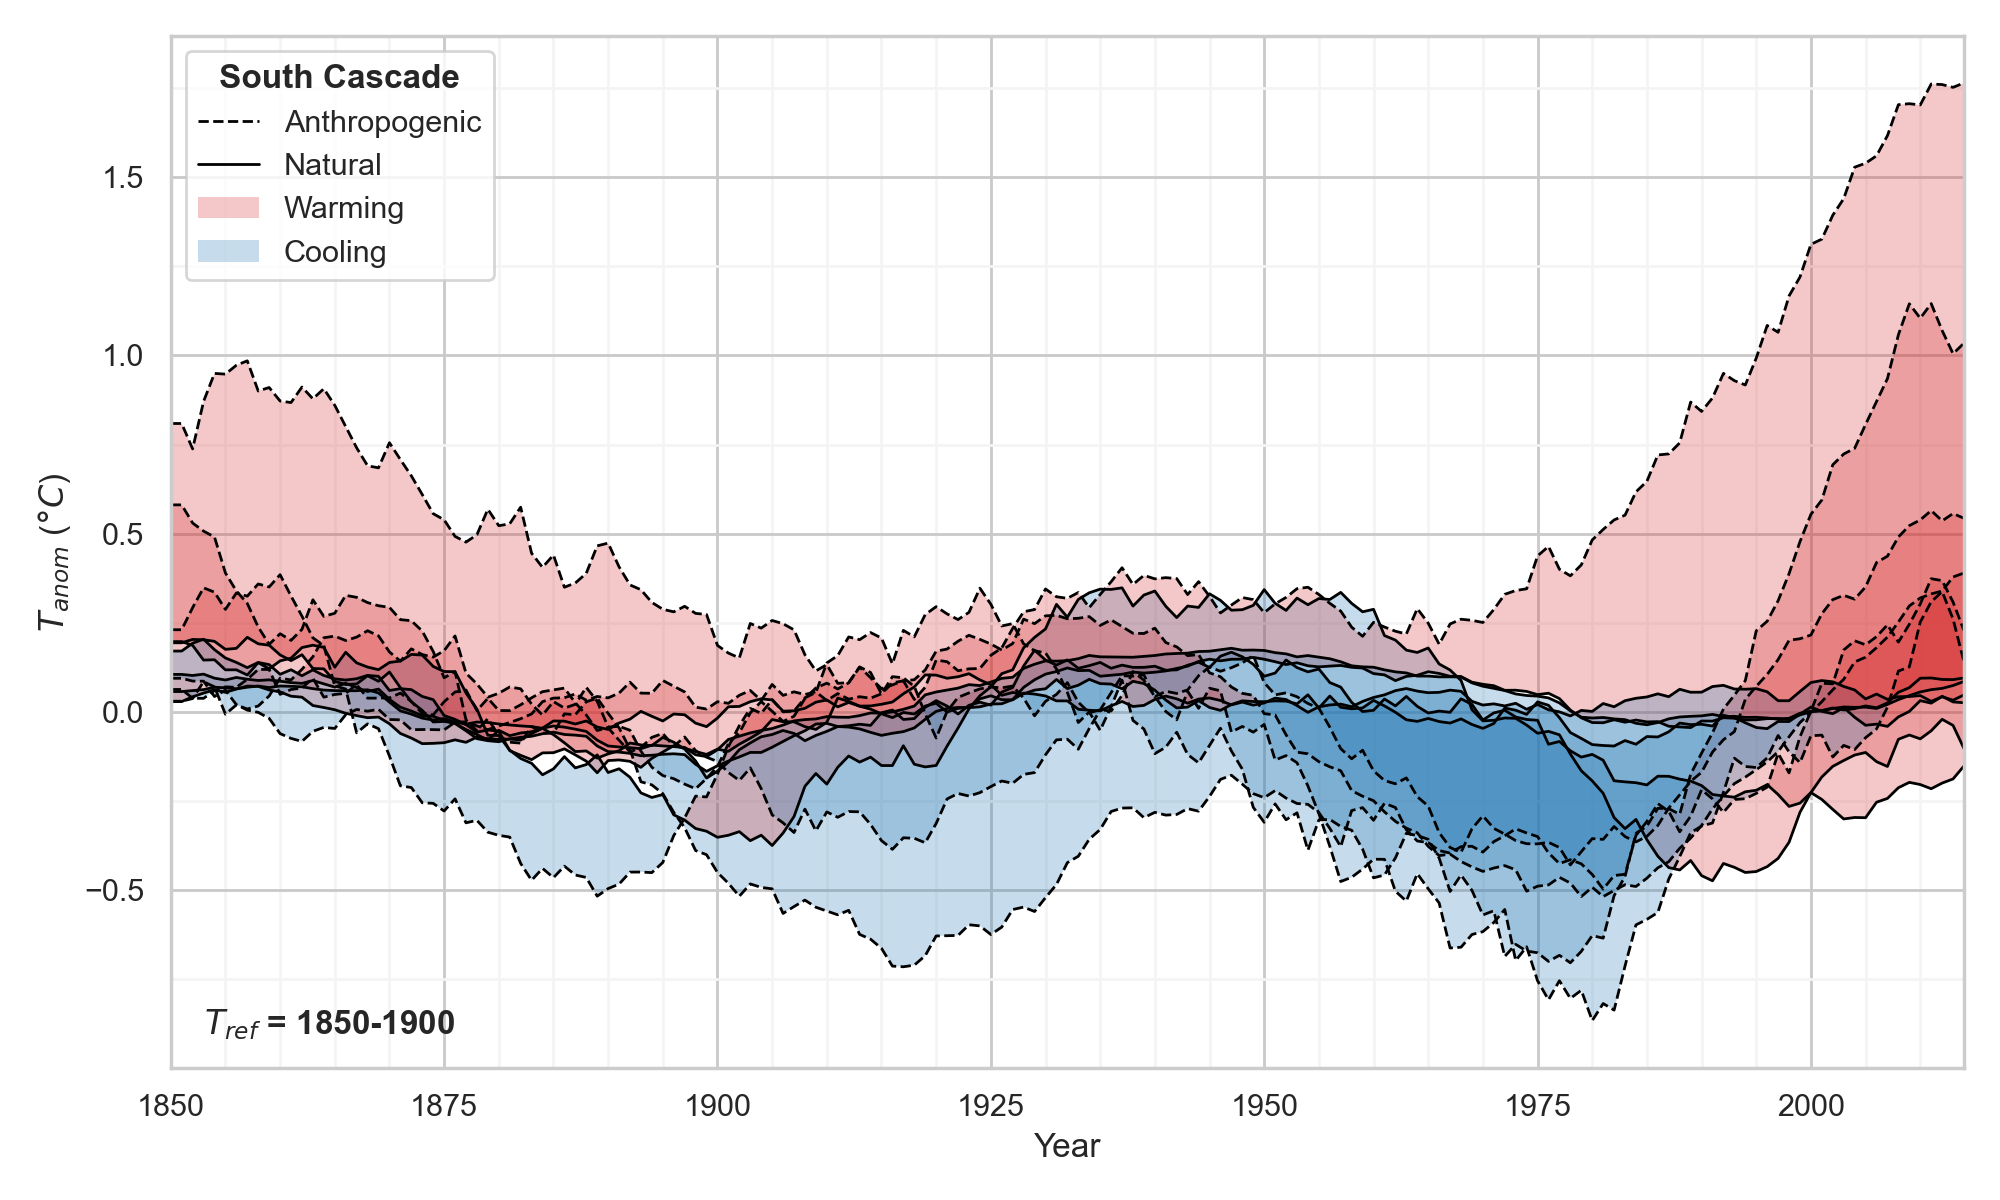 South Cascade
Anthropogenic
Natural
Warming
Cooling
1.5
1.0
0.5
0.0
−0.5
T_anom (°C)
T_ref = 1850-1900
1850 1875 1900 1925 1950 1975 2000
Year